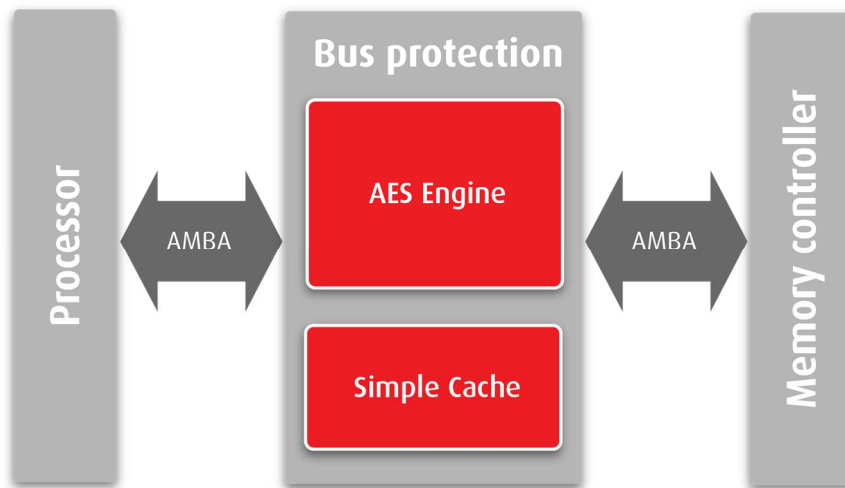 Processor
AMBA
Bus protection
AES Engine
Simple Cache
AMBA
Memory controller